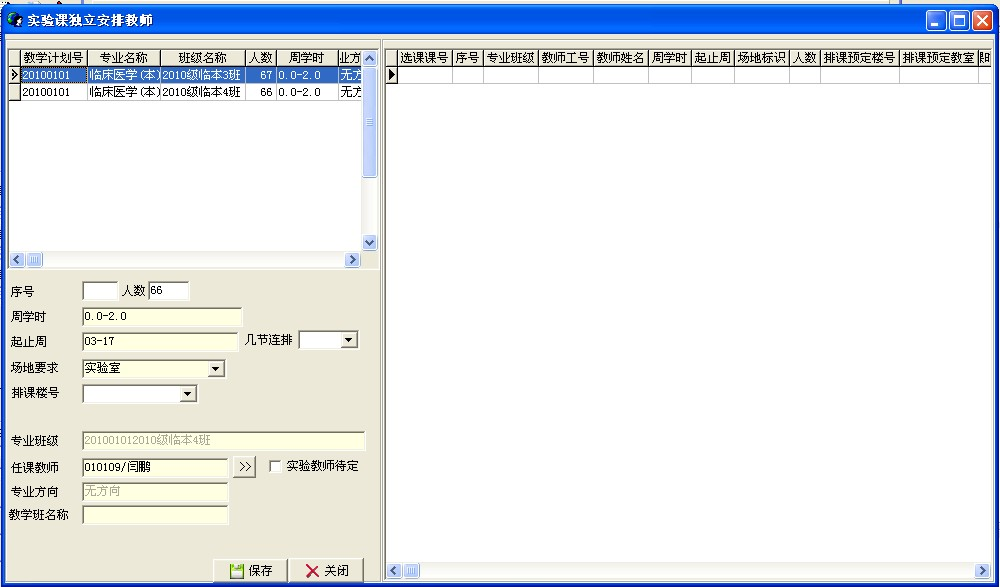 实验课独立安排教师
教学计划号 专业名称 班级名称 人数 周学时 业方
20100101 临床医学(本) 2010级临本3班 67 0.0-2.0 无方
20100101 临床医学(本) 2010级临本4班 66 0.0-2.0 无方
选课课号 序号 专业班级 教师工号 教师姓名 周学时 起止周 场地标识 人数 排课预定楼号 排课预定教室
序号 人数 66
周学时 0.0-2.0
起止周 03-17 几节连排
场地要求 实验室
排课楼号
专业班级 201001012010级临本4班
任课教师 010109/闫鹏 >> 实验教师待定
专业方向 无方向
教学班名称
保存 关闭